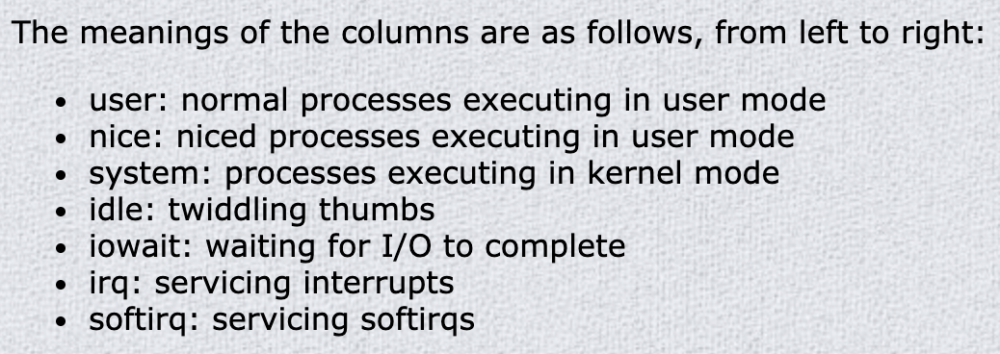 The meanings of the columns are as follows, from left to right:
• user: normal processes executing in user mode
• nice: niced processes executing in user mode
• system: processes executing in kernel mode
• idle: twiddling thumbs
• iowait: waiting for I/O to complete
• irq: servicing interrupts
• softirq: servicing softirqs